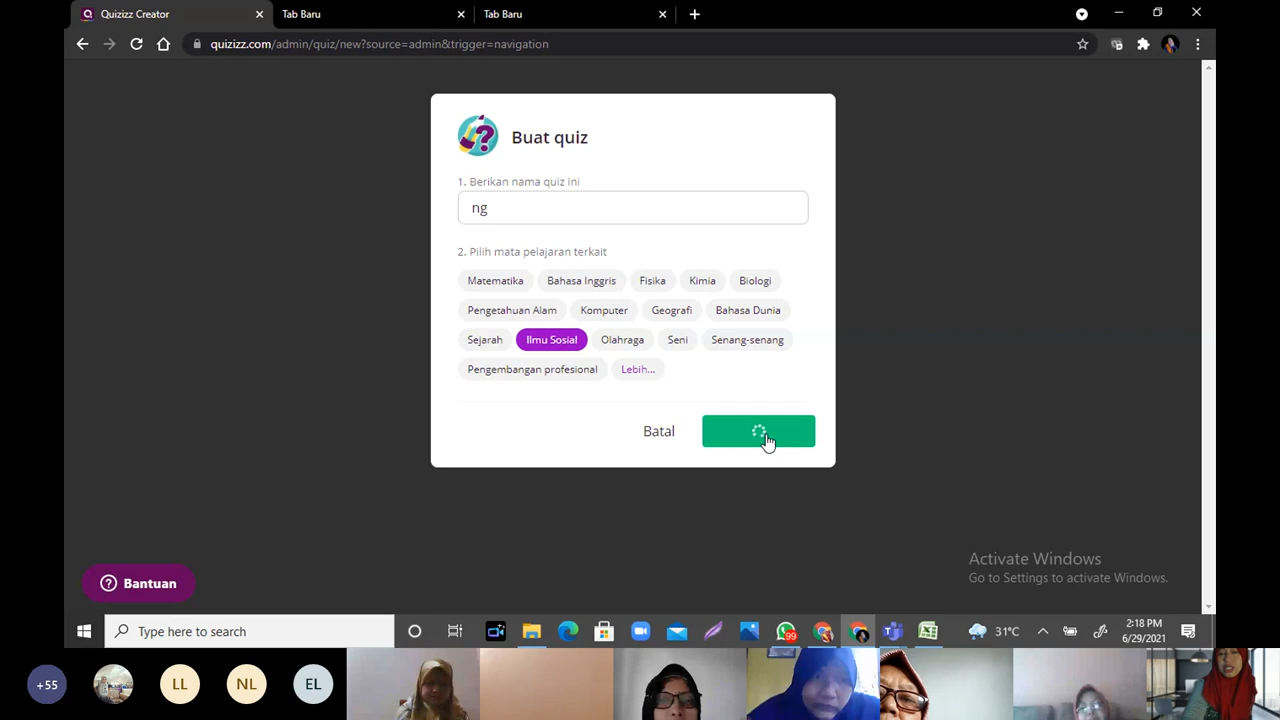 Quizizz Creator
Tab Baru
Tab Baru
quizizz.com/admin/quiz/new?source=admin&trigger=navigation
Buat quiz
1. Berikan nama quiz ini
ng
2. Pilih mata pelajaran terkait
Matematika Bahasa Inggris Fisika Kimia Biologi
Pengetahuan Alam Komputer Geografi Bahasa Dunia
Sejarah Ilmu Sosial Olahraga Seni Senang-senang
Pengembangan profesional Lebih...
Batal
Activate Windows
Go to Settings to activate Windows.
Bantuan
Type here to search
99
31°C
2:18 PM
6/29/2021
+55
LL
NL
EL